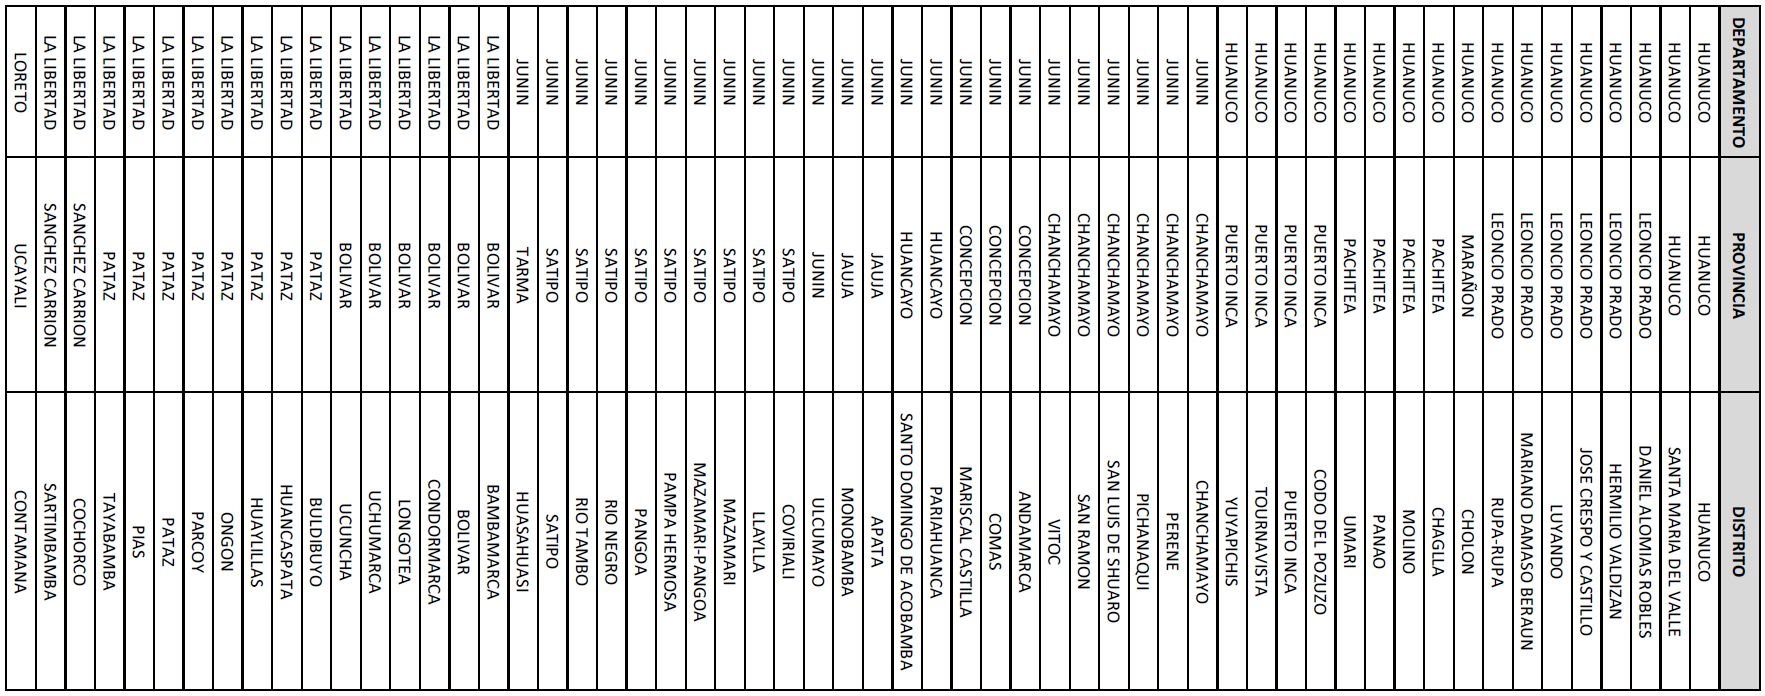 DEPARTAMENTO PROVINCIA DISTRITO
HUANUCO HUANUCO HUANUCO
HUANUCO HUANUCO SANTA MARIA DEL VALLE
HUANUCO LEONCIO PRADO DANIEL ALOMIAS ROBLES
HUANUCO LEONCIO PRADO HERMILIO VALDIZAN
HUANUCO LEONCIO PRADO JOSE CRESPO Y CASTILLO
HUANUCO LEONCIO PRADO LUYANDO
HUANUCO LEONCIO PRADO MARIANO DAMASO BERAUN
HUANUCO LEONCIO PRADO RUPA-RUPA
HUANUCO MARAÑON CHOLON
HUANUCO PACHITEA CHAGLLA
HUANUCO PACHITEA MOLINO
HUANUCO PACHITEA PANAO
HUANUCO PACHITEA UMARI
HUANUCO PUERTO INCA CODO DEL POZUZO
HUANUCO PUERTO INCA PUERTO INCA
HUANUCO PUERTO INCA TOURNAVISTA
HUANUCO PUERTO INCA YUYAPICHIS
JUNIN CHANCHAMAYO CHANCHAMAYO
JUNIN CHANCHAMAYO PERENE
JUNIN CHANCHAMAYO PICHANAQUI
JUNIN CHANCHAMAYO SAN LUIS DE SHUARO
JUNIN CHANCHAMAYO SAN RAMON
JUNIN CHANCHAMAYO VITOC
JUNIN CONCEPCION ANDAMARCA
JUNIN CONCEPCION COMAS
JUNIN CONCEPCION MARISCAL CASTILLA
JUNIN HUANCAYO PARIAHUANCA
JUNIN HUANCAYO SANTO DOMINGO DE ACOBAMBA
JUNIN JAUJA APATA
JUNIN JAUJA MONOBAMBA
JUNIN JUNIN ULCUMAYO
JUNIN SATIPO COVIRIALI
JUNIN SATIPO LLAYLLA
JUNIN SATIPO MAZAMARI
JUNIN SATIPO MAZAMARI-PANGOA
JUNIN SATIPO PAMPA HERMOSA
JUNIN SATIPO PANGOA
JUNIN SATIPO RIO NEGRO
JUNIN SATIPO RIO TAMBO
JUNIN SATIPO SATIPO
JUNIN TARMA HUASAHUASI
LA LIBERTAD BOLIVAR BAMBAMARCA
LA LIBERTAD BOLIVAR BOLIVAR
LA LIBERTAD BOLIVAR CONDORMARCA
LA LIBERTAD BOLIVAR LONGOTEA
LA LIBERTAD BOLIVAR UCHUMARCA
LA LIBERTAD BOLIVAR UCUNCHA
LA LIBERTAD PATAZ BULDIBUYO
LA LIBERTAD PATAZ HUANCASPATA
LA LIBERTAD PATAZ HUAYLILLAS
LA LIBERTAD PATAZ ONGON
LA LIBERTAD PATAZ PARCOY
LA LIBERTAD PATAZ PATAZ
LA LIBERTAD PATAZ PIAS
LA LIBERTAD PATAZ TAYABAMBA
LA LIBERTAD SANCHEZ CARRION COCHORCO
LA LIBERTAD SANCHEZ CARRION SARTIMBAMBA
LORETO UCAYALI CONTAMANA